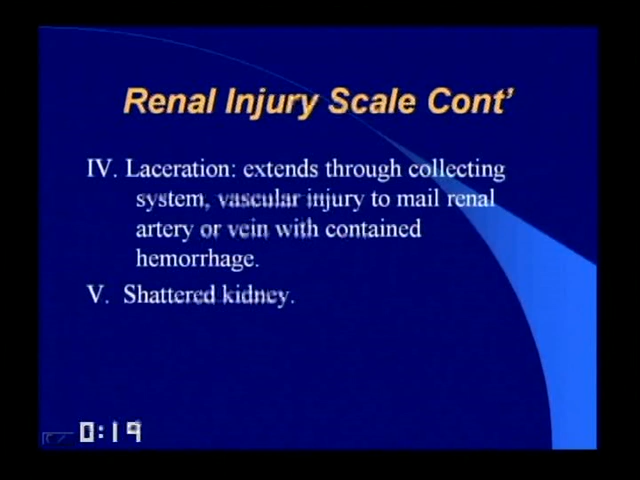 Renal Injury Scale Cont’
IV. Laceration: extends through collecting
system, vascular injury to mail renal
artery or vein with contained
hemorrhage.
V. Shattered kidney.
0:19